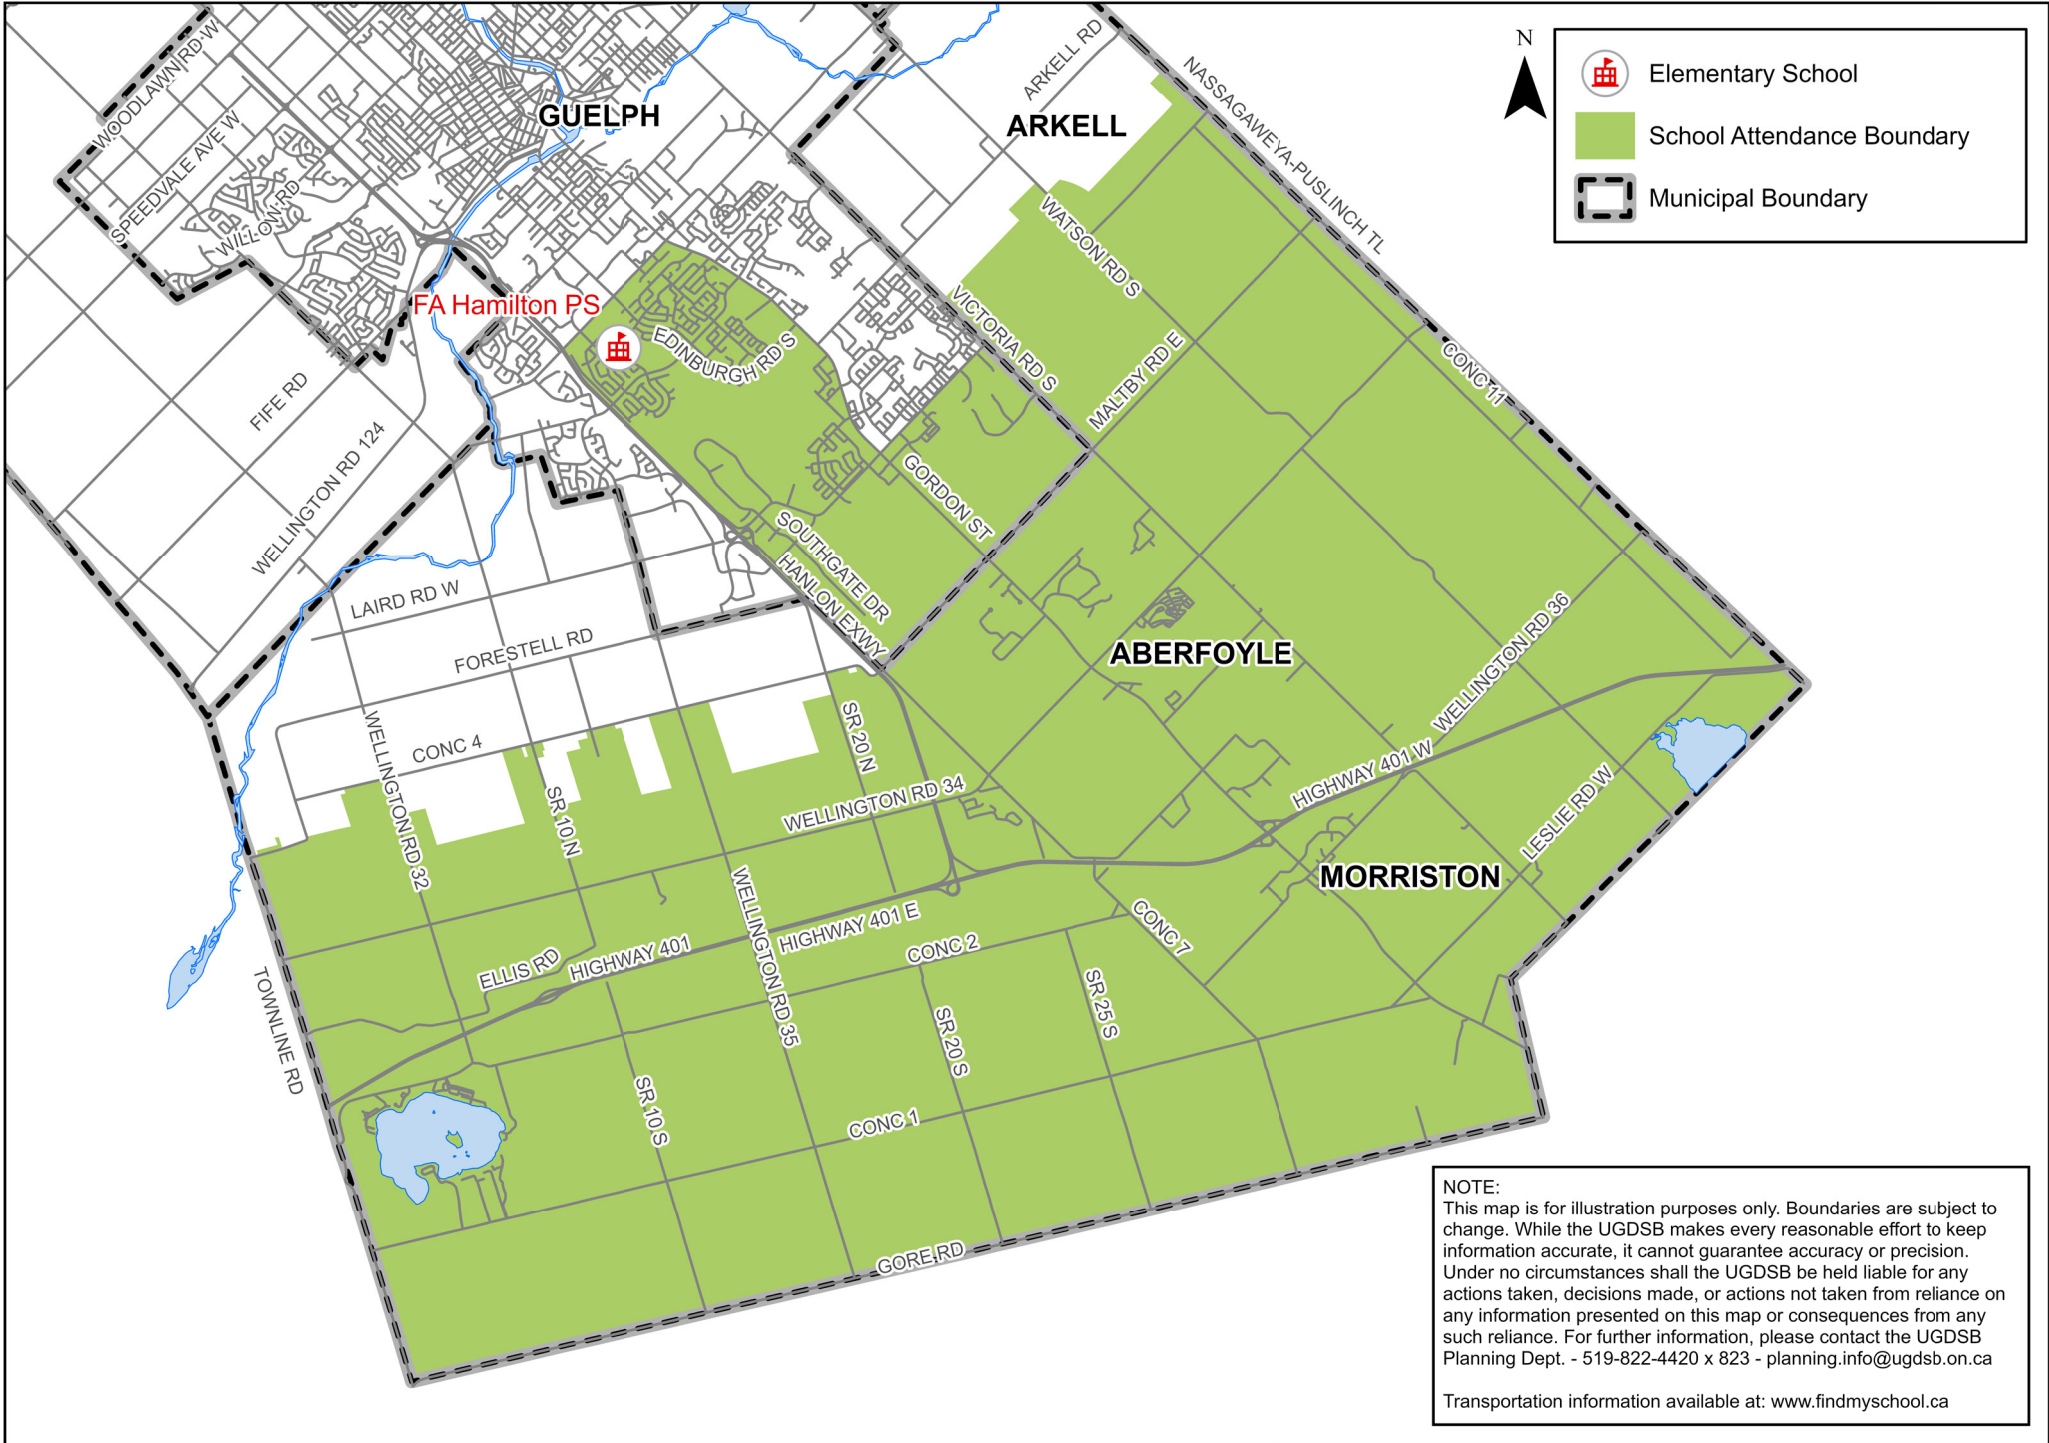 WOODLAWN RD W
SPEEDVALE AVE W
WILLOW RD
GUELPH
ARKELL RD
ARKELL
NASSAGAWEYA-PUSLINCH TL
N
Elementary School
School Attendance Boundary
Municipal Boundary
FA Hamilton PS
EDINBURGH RD S
WATSON RD S
VICTORIA RD S
MALTBY RD E
CONC 11
FIFE RD
WELLINGTON RD 124
GORDON ST
SOUTHGATE DR
HANLON EXWY
LAIRD RD W
FORESTELL RD
ABERFOYLE
WELLINGTON RD 36
CONC 4
WELLINGTON RD 32
SR 10 N
SR 20 N
WELLINGTON RD 34
HIGHWAY 401 W
LESLIE RD W
MORRISTON
WELLINGTON RD 35
ELLIS RD
HIGHWAY 401
HIGHWAY 401 E
CONC 2
CONC 7
TOWNLINE RD
SR 10 S
SR 20 S
SR 25 S
CONC 1
GORE RD
NOTE:
This map is for illustration purposes only. Boundaries are subject to
change. While the UGDSB makes every reasonable effort to keep
information accurate, it cannot guarantee accuracy or precision.
Under no circumstances shall the UGDSB be held liable for any
actions taken, decisions made, or actions not taken from reliance on
any information presented on this map or consequences from any
such reliance. For further information, please contact the UGDSB
Planning Dept. - 519-822-4420 x 823 - planning.info@ugdsb.on.ca
Transportation information available at: www.findmyschool.ca